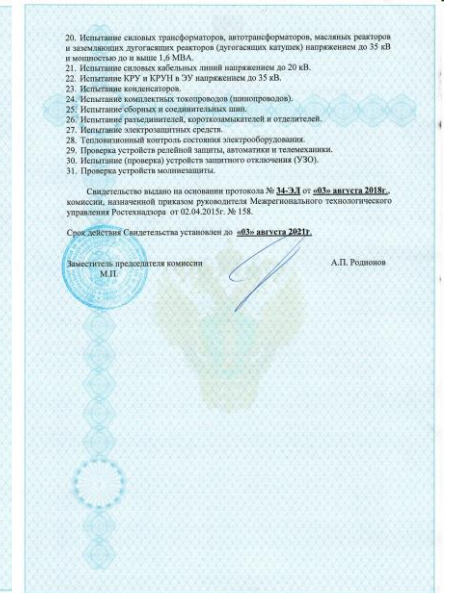 20. Испытание силовых трансформаторов, автотрансформаторов, масляных реакторов
и заземляющих дугогасящих реакторов (дугогасящих катушек) напряжением до 35 кВ
и мощностью до и выше 1,6 МВА.
21. Испытание силовых кабельных линий напряжением до 20 кВ.
22. Испытание КРУ и КРУН в ЭУ напряжением до 35 кВ.
23. Испытание конденсаторов.
24. Испытание комплектных токопроводов (шинопроводов).
25. Испытание сборных и соединительных шин.
26. Испытание разъединителей, короткозамыкателей и отделителей.
27. Испытание электрозащитных средств.
28. Тепловизионный контроль состояния электрооборудования.
29. Проверка устройств релейной защиты, автоматики и телемеханики.
30. Испытание (проверка) устройств защитного отключения (УЗО).
31. Проверка устройств молниезащиты.
Свидетельство выдано на основании протокола № 34-ЭЛ от «03» августа 2018г.,
комиссии, назначенной приказом руководителя Межрегионального технологического
управления Ростехнадзора от 02.04.2015г. № 158.
Срок действия Свидетельства установлен до «03» августа 2021г.
Заместитель председателя комиссии А.П. Родионов
М.П.